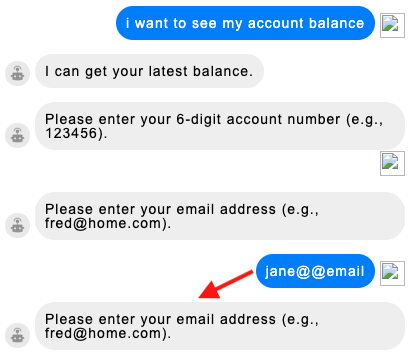 i want to see my account balance
I can get your latest balance.
Please enter your 6-digit account number (e.g.,
123456).
Please enter your email address (e.g.,
fred@home.com).
jane@@email
Please enter your email address (e.g.,
fred@home.com).